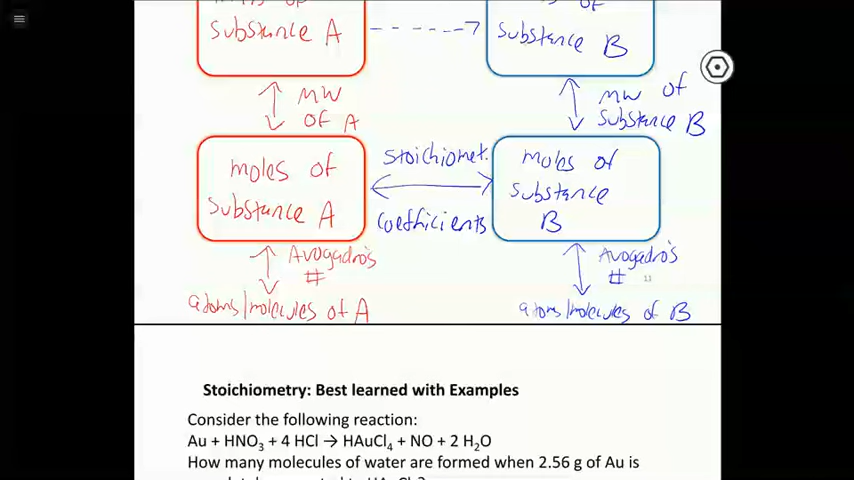 substance A
substance B
MW
of A
MW of
substance B
moles of
substance A
stoichiomet.
coefficients
moles of
substance
B
Avogadro's
#
Avogadro's
#
13
atoms/molecules of A
atoms/molecules of B
Stoichiometry: Best learned with Examples
Consider the following reaction:
Au + HNO₃ + 4 HCl → HAuCl₄ + NO + 2 H₂O
How many molecules of water are formed when 2.56 g of Au is